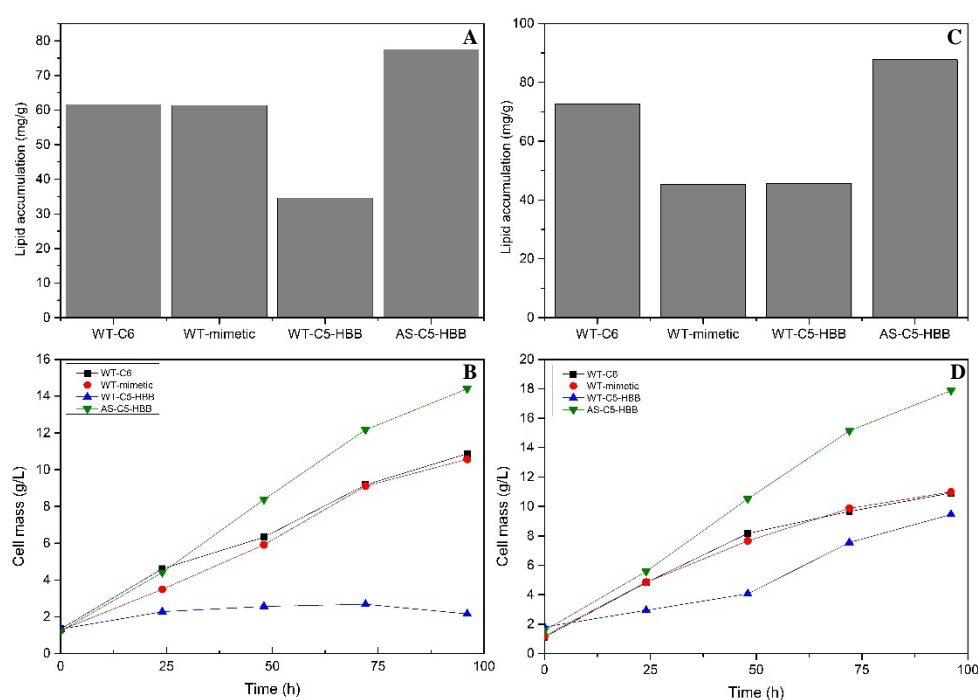 A
Lipid accumulation (mg/g)
80
70
60
50
40
30
20
10
0
WT-C6 WT-mimetic WT-C5-HBB AS-C5-HBB
C
Lipid accumulation (mg/g)
100
80
60
40
20
0
WT-C6 WT-mimetic WT-C5-HBB AS-C5-HBB
B
WT-C6
WT-mimetic
WT-C5-HBB
AS-C5-HBB
Cell mass (g/L)
16
14
12
10
8
6
4
2
0
0 25 50 75 100
Time (h)
D
WT-C6
WT-mimetic
WT-C5-HBB
AS-C5-HBB
Cell mass (g/L)
20
18
16
14
12
10
8
6
4
2
0
0 25 50 75 100
Time (h)